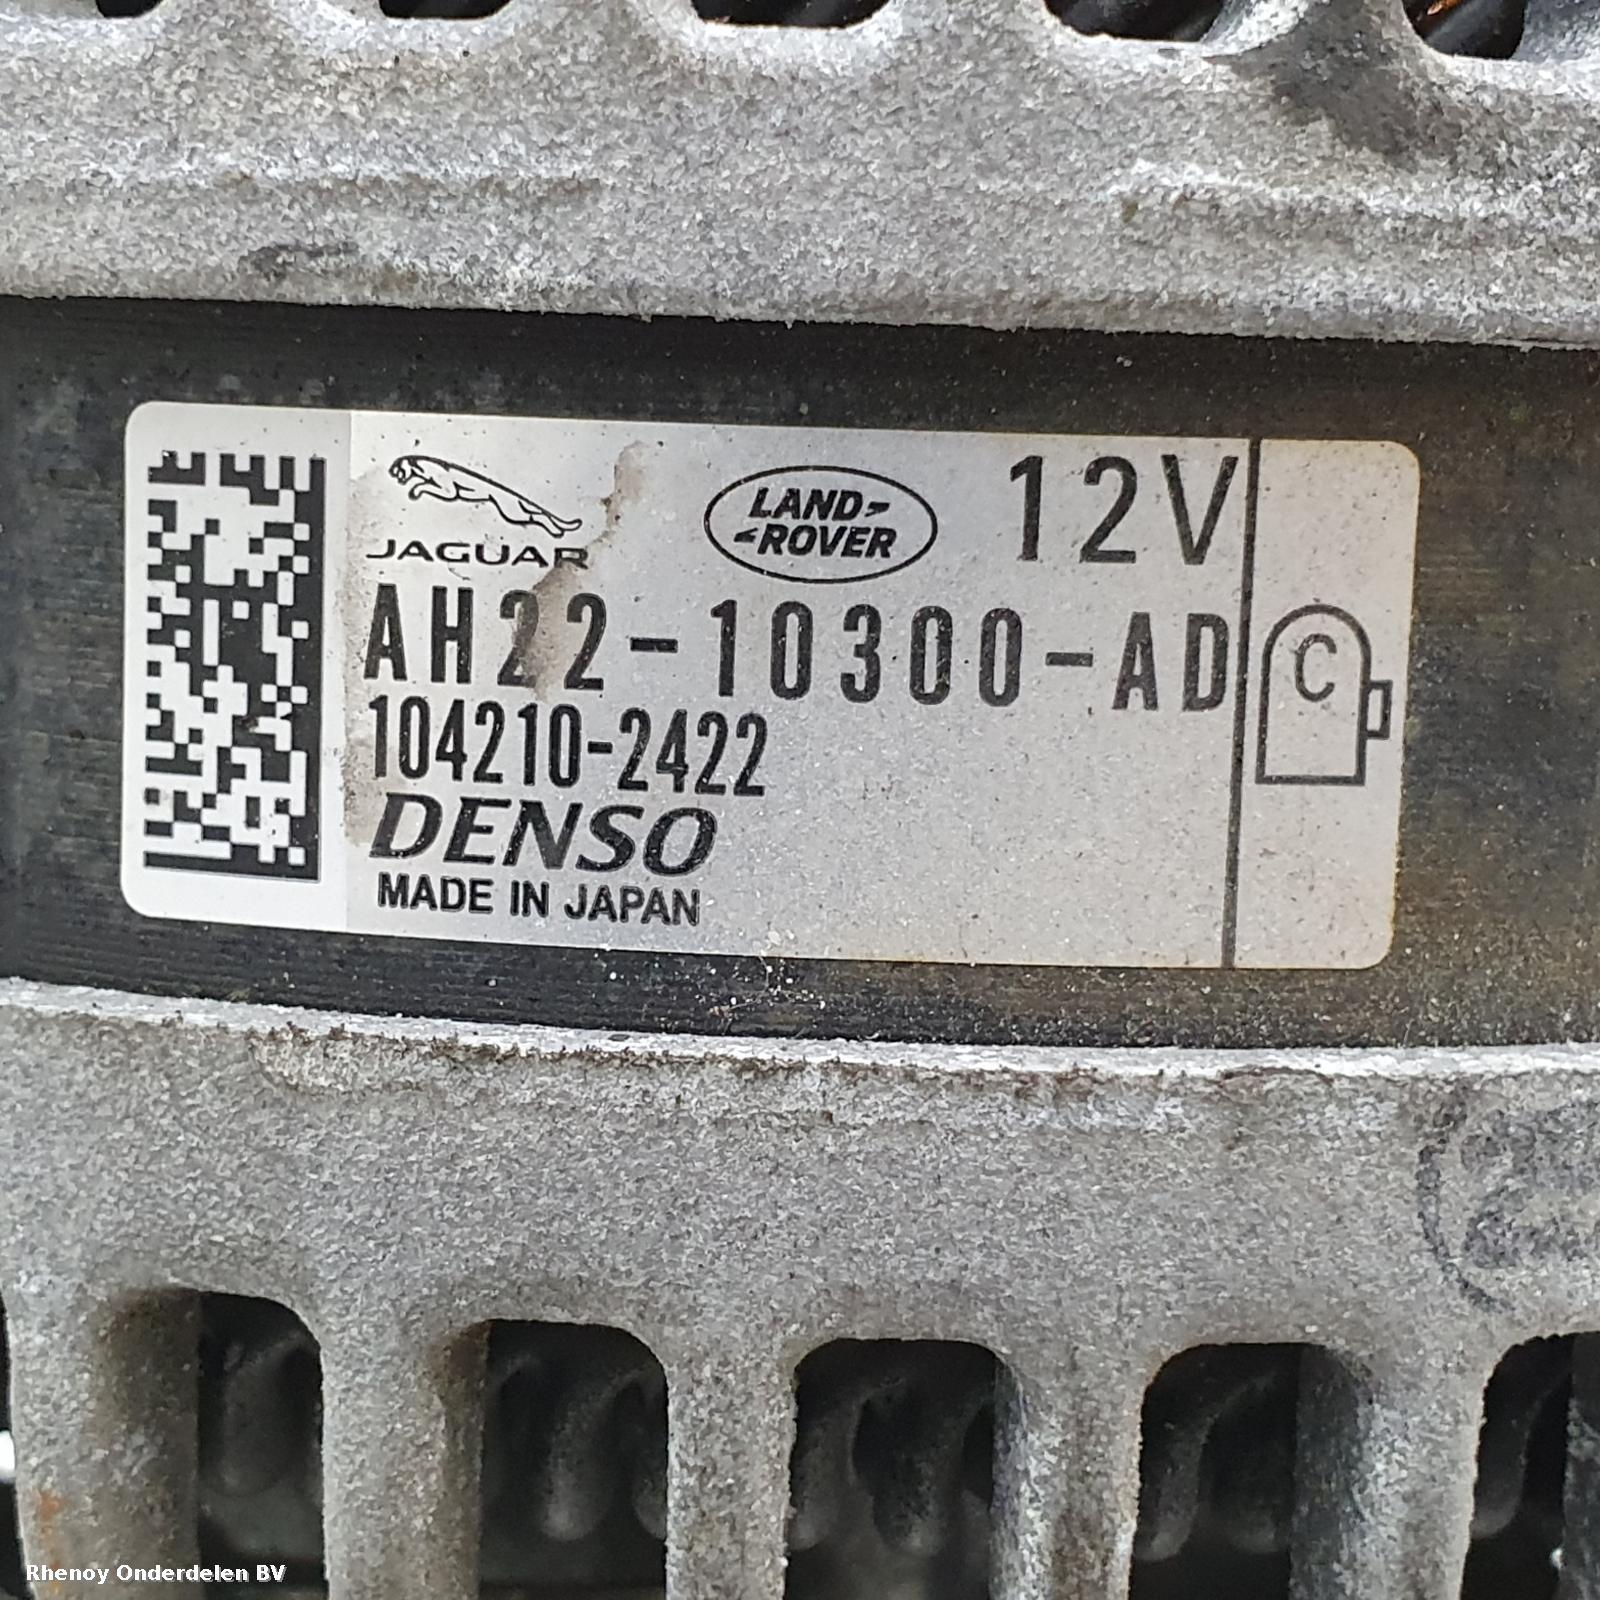 JAGUAR
LAND-
-ROVER
12V
AH22-10300-AD
C
104210-2422
DENSO
MADE IN JAPAN
Rhenoy Onderdelen BV